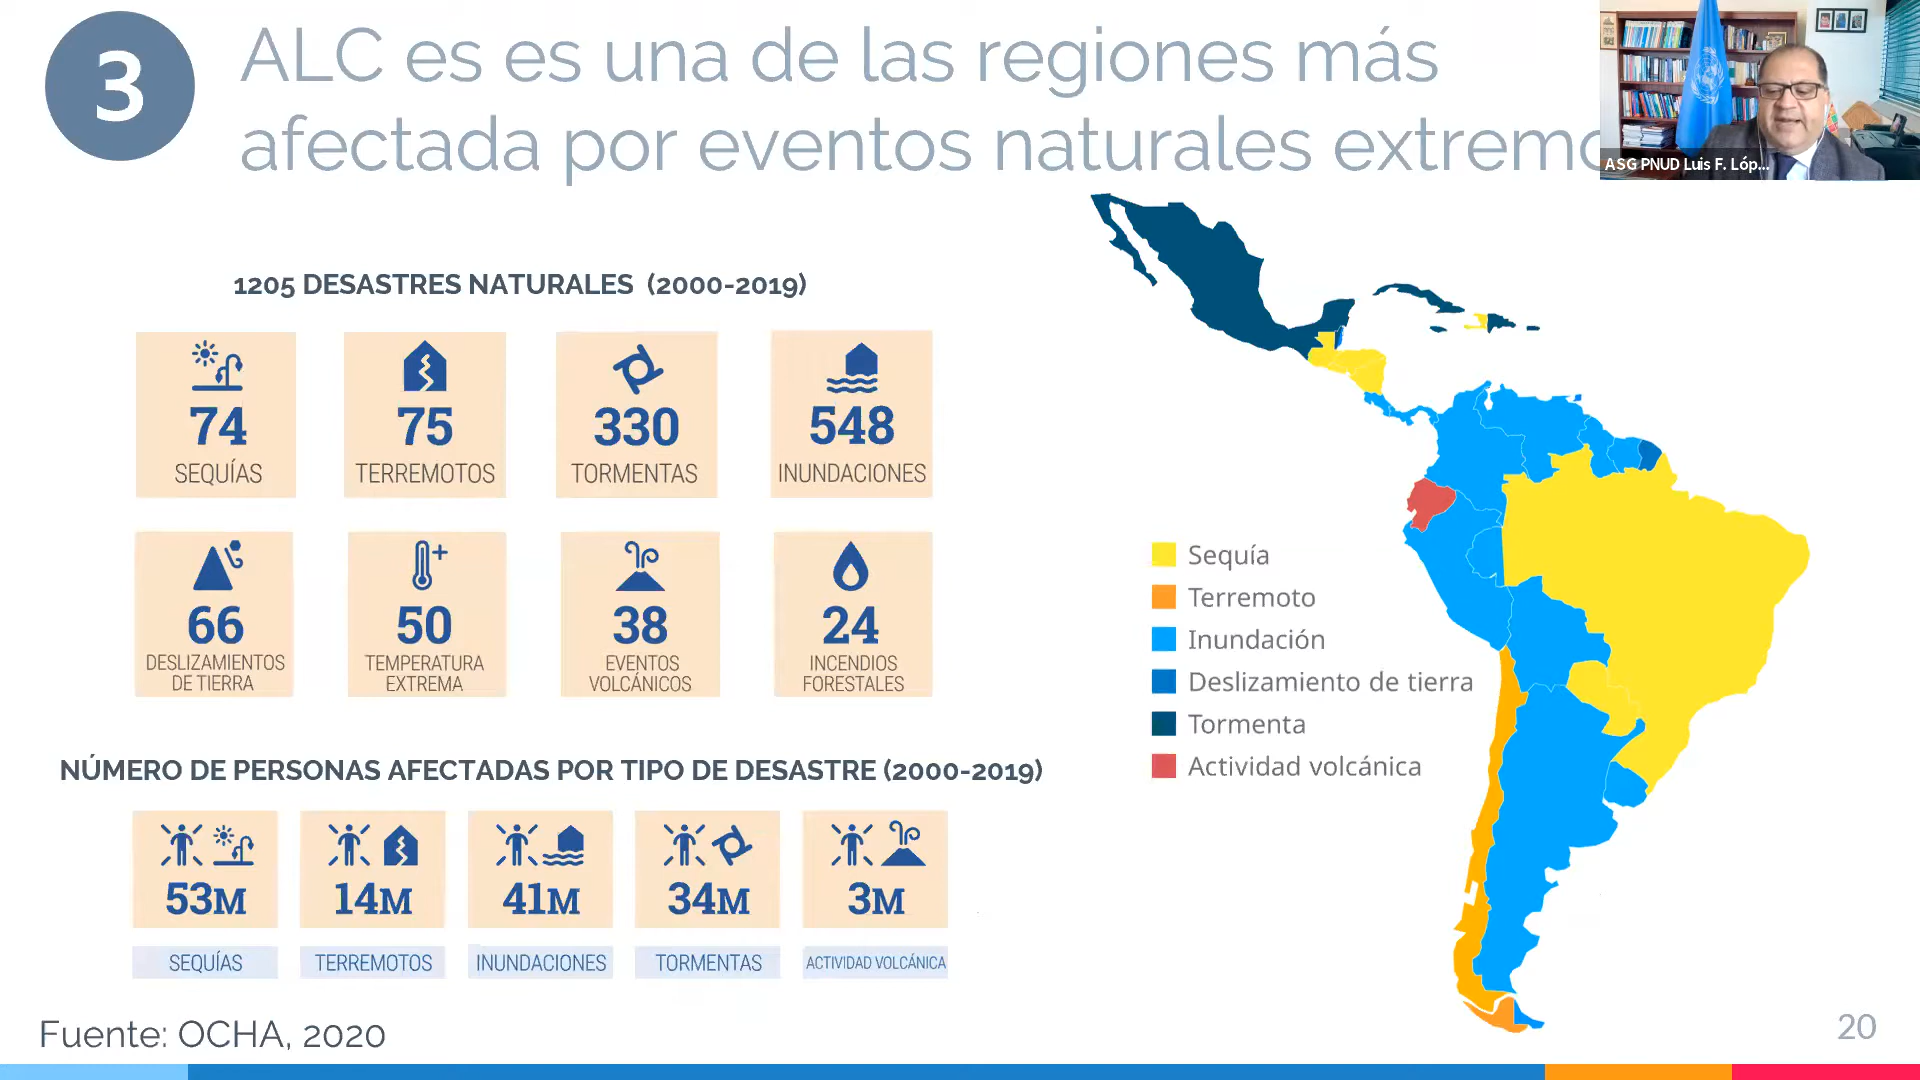 3
ALC es es una de las regiones más
afectada por eventos naturales extremo
ASG PNUD Luis F. Lóp...
1205 DESASTRES NATURALES (2000-2019)
74
SEQUÍAS
75
TERREMOTOS
330
TORMENTAS
548
INUNDACIONES
66
DESLIZAMIENTOS
DE TIERRA
50
TEMPERATURA
EXTREMA
38
EVENTOS
VOLCÁNICOS
24
INCENDIOS
FORESTALES
NÚMERO DE PERSONAS AFECTADAS POR TIPO DE DESASTRE (2000-2019)
53M
SEQUÍAS
14M
TERREMOTOS
41M
INUNDACIONES
34M
TORMENTAS
3M
ACTIVIDAD VOLCÁNICA
Sequía
Terremoto
Inundación
Deslizamiento de tierra
Tormenta
Actividad volcánica
Fuente: OCHA, 2020
20